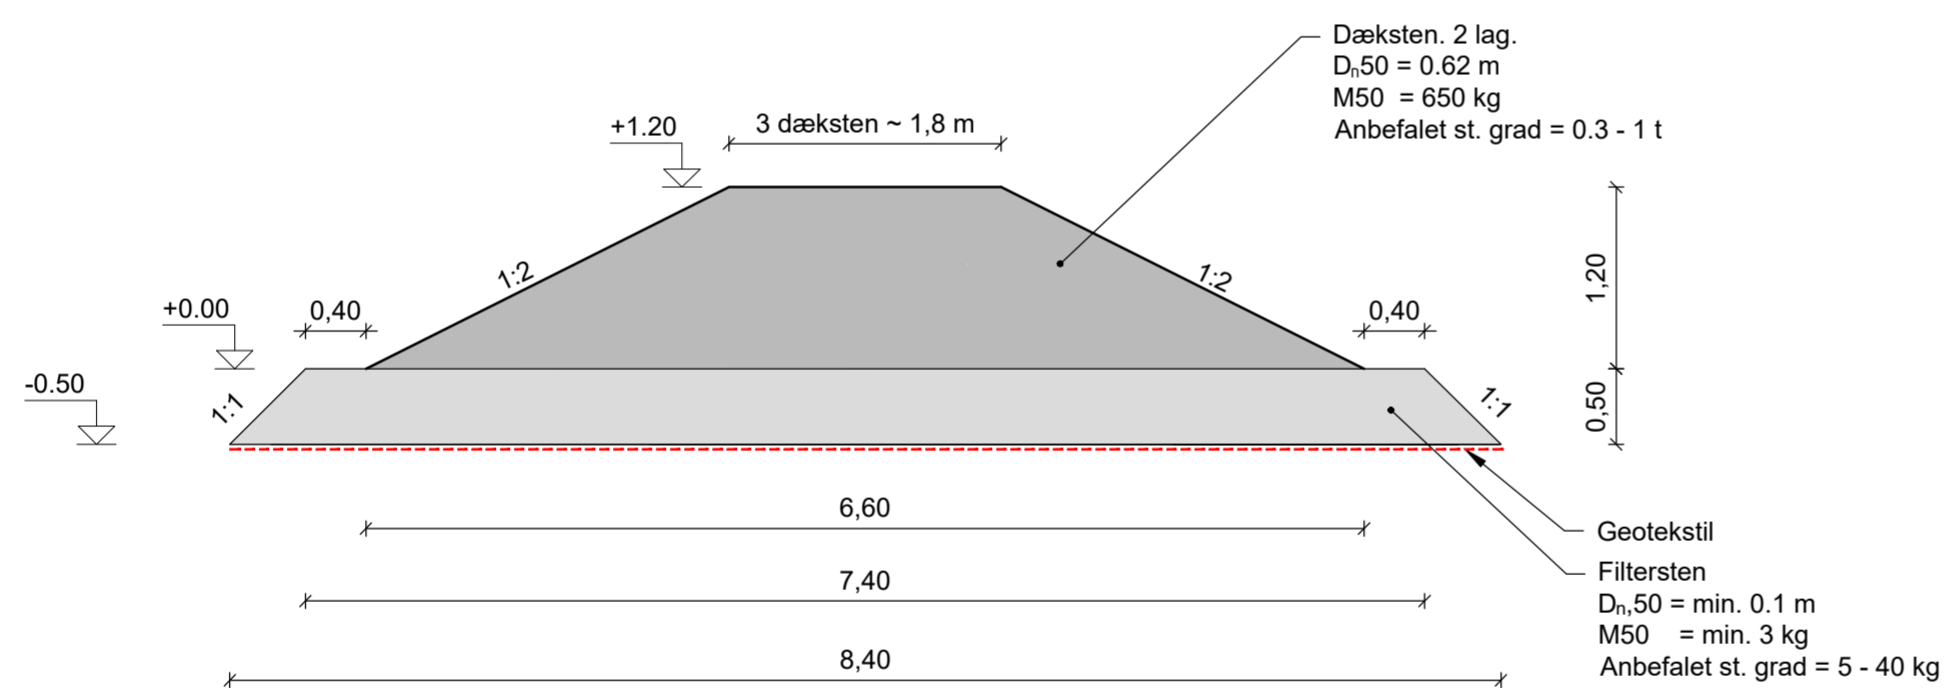 Dæksten. 2 lag.
Dₙ50 = 0.62 m
M50 = 650 kg
Anbefalet st. grad = 0.3 - 1 t
+1.20
3 dæksten ~ 1,8 m
1:2
1:2
1,20
+0.00
0,40
0,40
-0.50
1:1
1:1
0,50
6,60
Geotekstil
Filtersten
Dₙ,50 = min. 0.1 m
M50 = min. 3 kg
Anbefalet st. grad = 5 - 40 kg
7,40
8,40